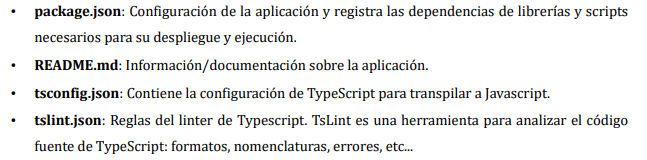 • package.json: Configuración de la aplicación y registra las dependencias de librerías y scripts
necesarios para su despliegue y ejecución.
• README.md: Información/documentación sobre la aplicación.
• tsconfig.json: Contiene la configuración de TypeScript para transpilar a Javascript.
• tslint.json: Reglas del linter de Typescript. TsLint es una herramienta para analizar el código
fuente de TypeScript: formatos, nomenclaturas, errores, etc...